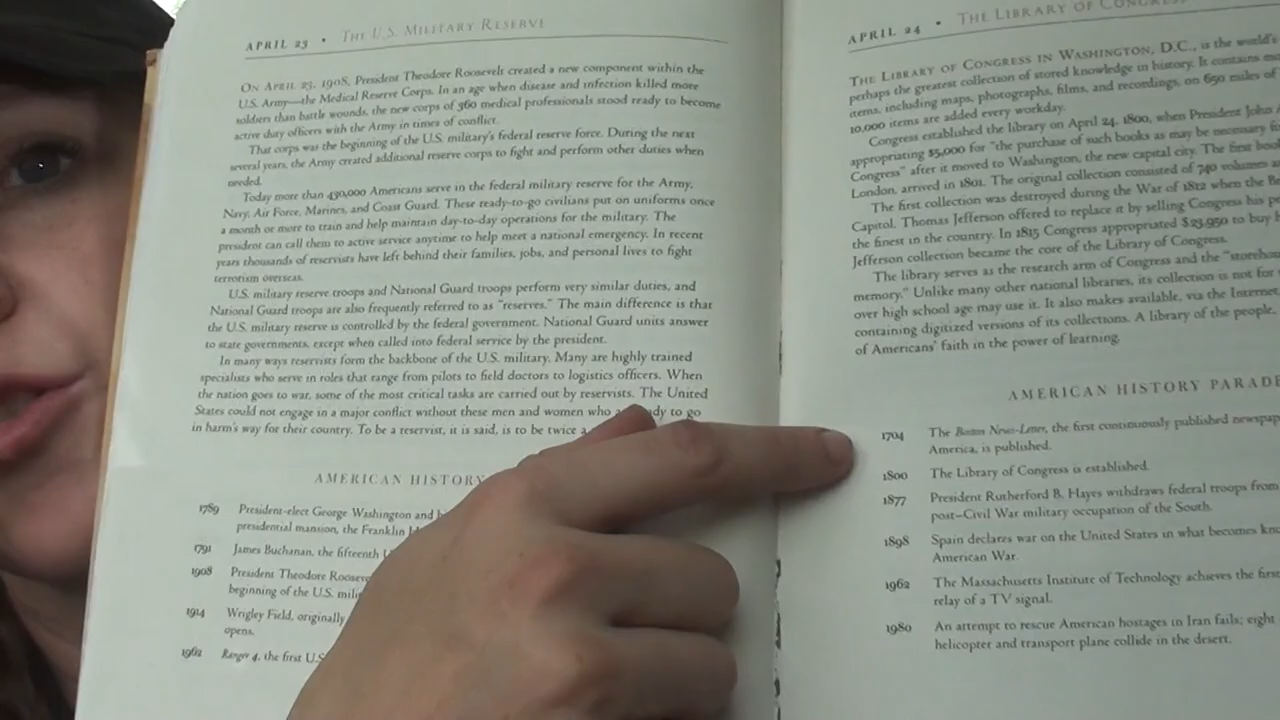 APRIL 23 • THE U.S. MILITARY RESERVE
ON APRIL 23, 1908, President Theodore Roosevelt created a new component within the
U.S. Army—the Medical Reserve Corps. In an age when disease and infection killed more
soldiers than battle wounds, the new corps of 360 medical professionals stood ready to become
active duty officers with the Army in times of conflict.
That corps was the beginning of the U.S. military's federal reserve force. During the next
several years, the Army created additional reserve corps to fight and perform other duties when
needed.
Today more than 430,000 Americans serve in the federal military reserve for the Army,
Navy, Air Force, Marines, and Coast Guard. These ready-to-go civilians put on uniforms once
a month or more to train and help maintain day-to-day operations for the military. The
president can call them to active service anytime to help meet a national emergency. In recent
years thousands of reservists have left behind their families, jobs, and personal lives to fight
terrorism overseas.
U.S. military reserve troops and National Guard troops perform very similar duties, and
National Guard troops are also frequently referred to as "reserves." The main difference is that
the U.S. military reserve is controlled by the federal government. National Guard units answer
to state governments, except when called into federal service by the president.
In many ways reservists form the backbone of the U.S. military. Many are highly trained
specialists who serve in roles that range from pilots to field doctors to logistics officers. When
the nation goes to war, some of the most critical tasks are carried out by reservists. The United
States could not engage in a major conflict without these men and women who to go
in harm's way for their country. To be a reservist, it is said, is to be twice
AMERICAN HISTORY
1789 President-elect George Washington and
presidential mansion, the Franklin
1791 James Buchanan, the fifteenth
1908 President Theodore
beginning of the U.S.
1914 Wrigley Field, originally
opens.
1962 Ranger 4, the first
APRIL 24 • THE LIBRARY OF CONGRESS
THE LIBRARY OF CONGRESS IN WASHINGTON, D.C., is the world's
perhaps the greatest collection of stored knowledge in history. It contains
items, including maps, photographs, films, and recordings, on 650 miles of
10,000 items are added every workday.
Congress established the library on April 24, 1800, when President John
appropriating $5,000 for "the purchase of such books as may be necessary
Congress" after it moved to Washington, the new capital city. The first
London, arrived in 1801. The original collection consisted of 740 volumes
The first collection was destroyed during the War of 1812 when the
Capitol. Thomas Jefferson offered to replace it by selling Congress his
the finest in the country. In 1815 Congress appropriated $23,950 to buy
Jefferson collection became the core of the Library of Congress.
The library serves as the research arm of Congress and the
memory." Unlike many other national libraries, its collection is not for
over high school age may use it. It also makes available, via the Internet,
containing digitized versions of its collections. A library of the people,
of Americans' faith in the power of learning.
AMERICAN HISTORY PARADE
1704 The Boston News-Letter, the first continuously published
America, is published.
1800 The Library of Congress is established.
1877 President Rutherford B. Hayes withdraws federal troops from
post–Civil War military occupation of the South.
1898 Spain declares war on the United States in what becomes
American War.
1962 The Massachusetts Institute of Technology achieves the
relay of a TV signal.
1980 An attempt to rescue American hostages in Iran fails; eight
helicopter and transport plane collide in the desert.